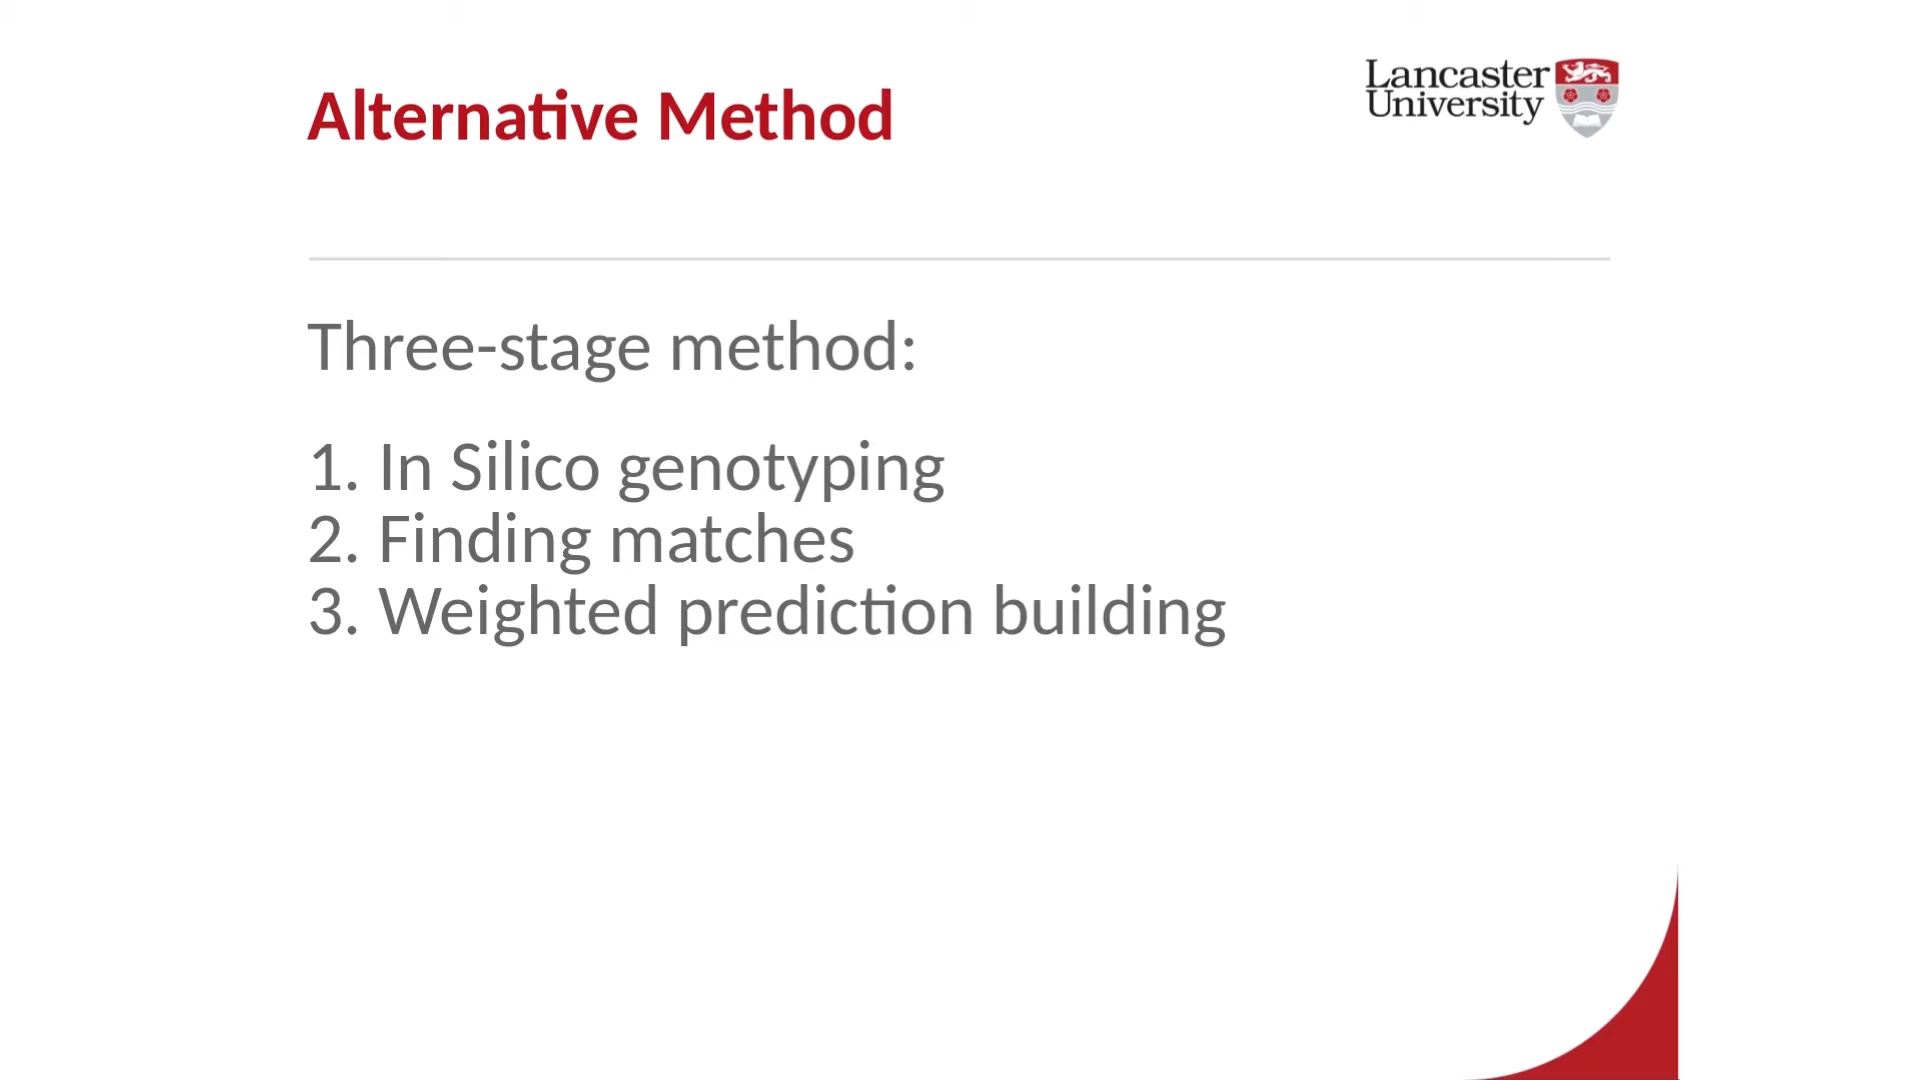 Alternative Method
Lancaster
University
Three-stage method:
1. In Silico genotyping
2. Finding matches
3. Weighted prediction building